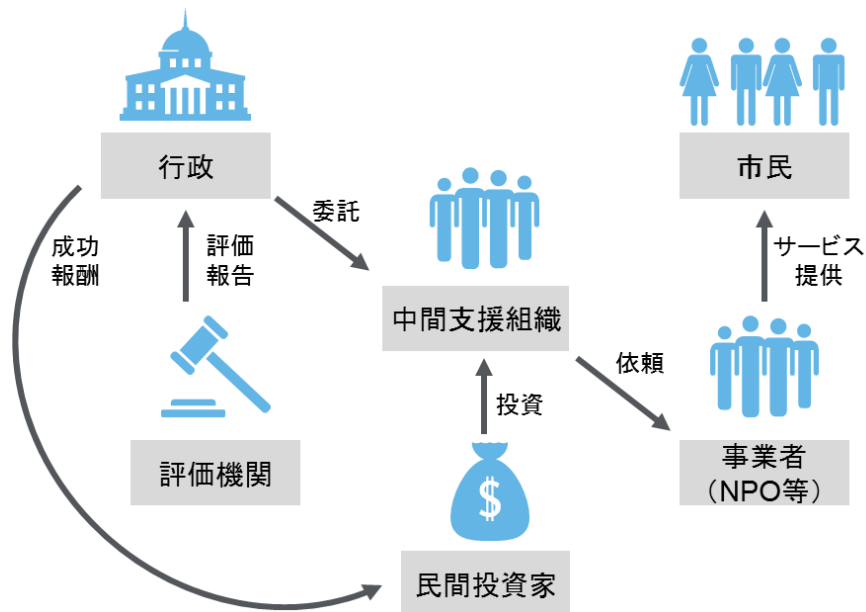 行政
市民
委託
成功
報酬
評価
報告
サービス
提供
中間支援組織
依頼
投資
評価機関
事業者
（NPO等）
$
民間投資家